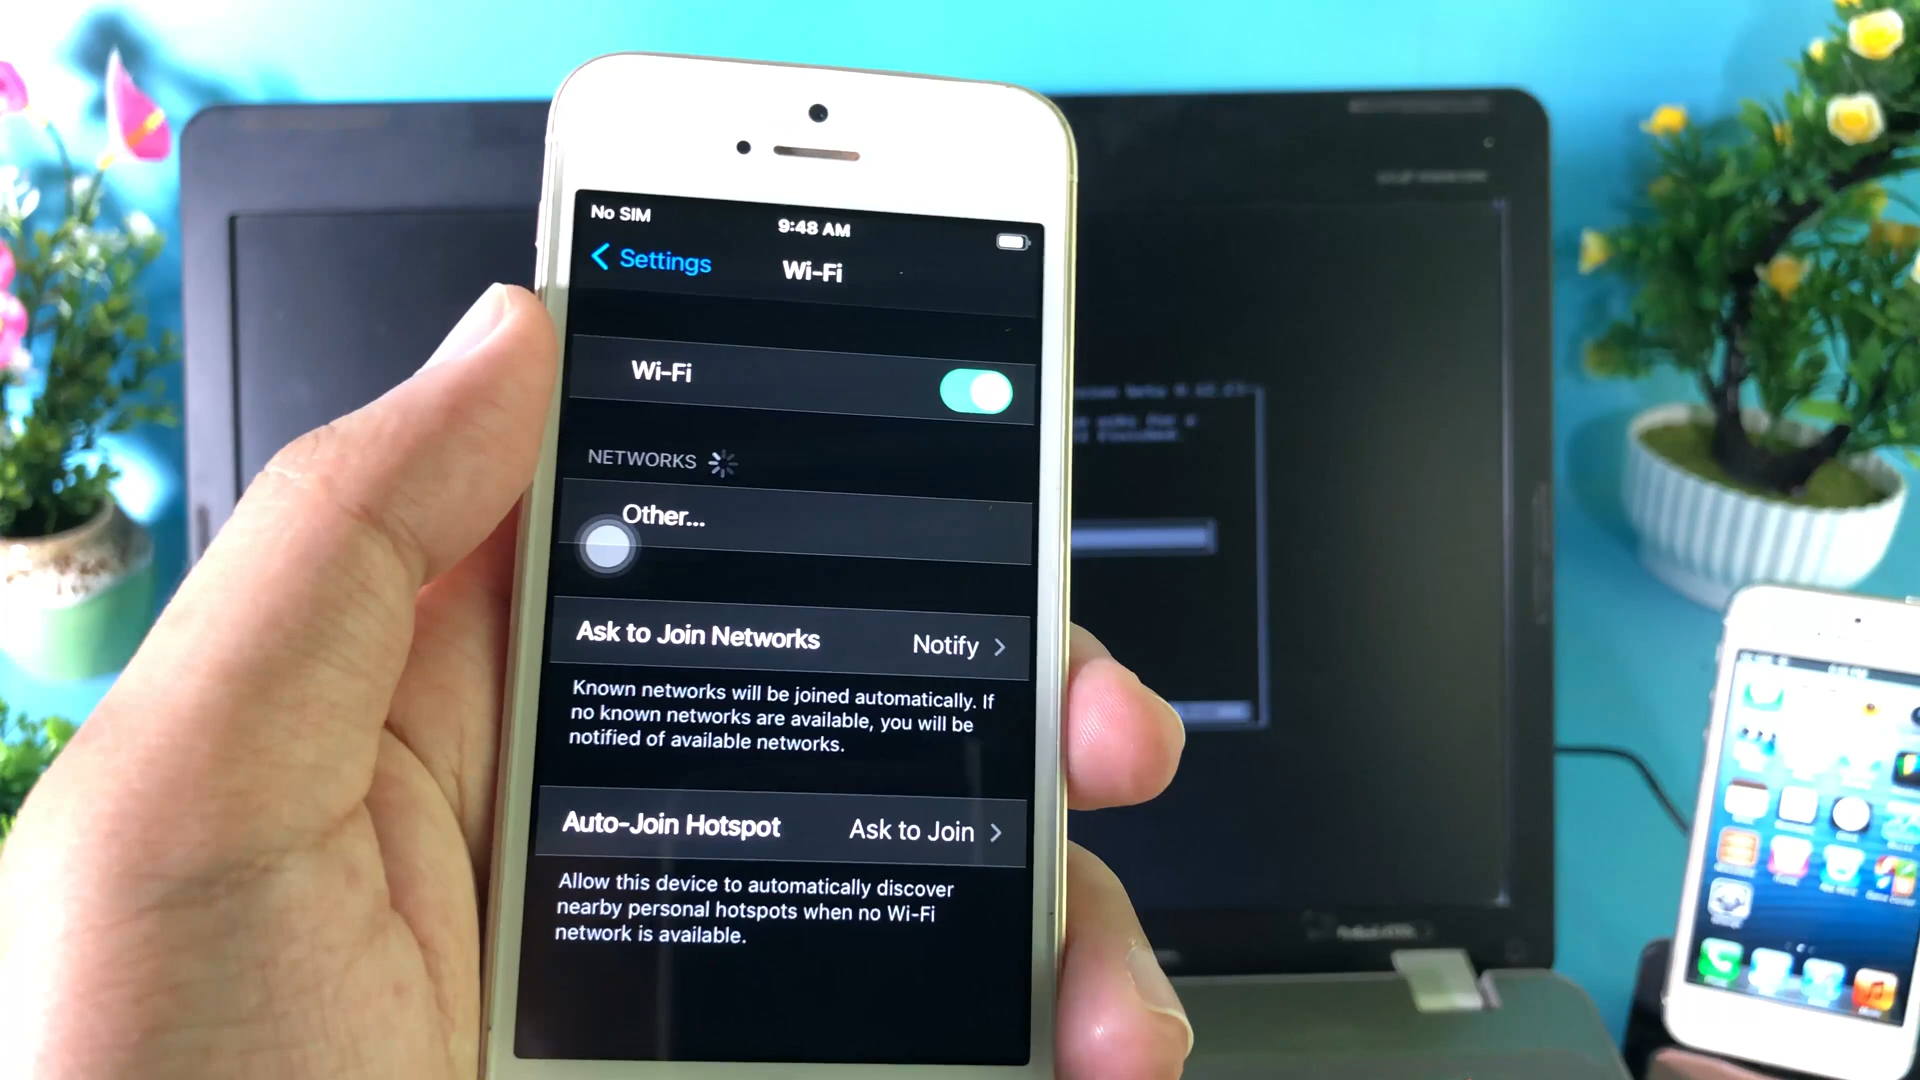 No SIM
9:48 AM
Settings
Wi-Fi
Wi-Fi
NETWORKS
Other...
Ask to Join Networks
Notify
Known networks will be joined automatically. If
no known networks are available, you will be
notified of available networks.
Auto-Join Hotspot
Ask to Join
Allow this device to automatically discover
nearby personal hotspots when no Wi-Fi
network is available.